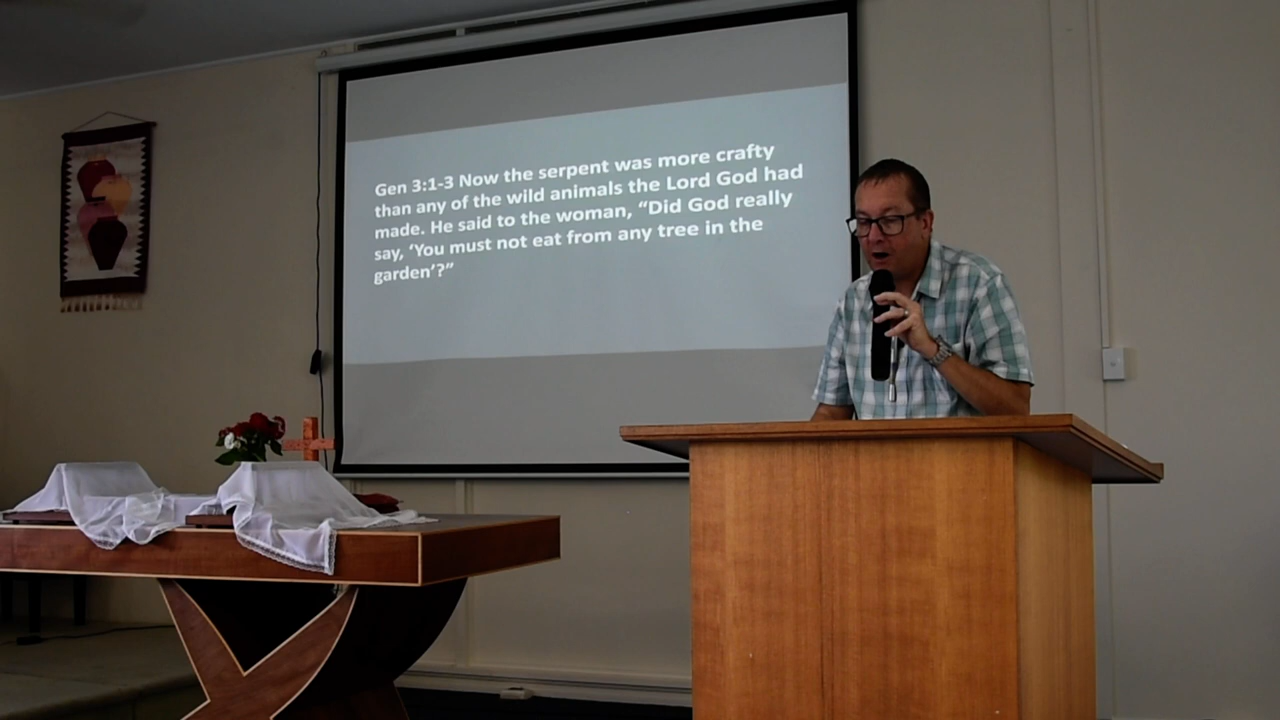 Gen 3:1-3 Now the serpent was more crafty
than any of the wild animals the Lord God had
made. He said to the woman, “Did God really
say, ‘You must not eat from any tree in the
garden’?”